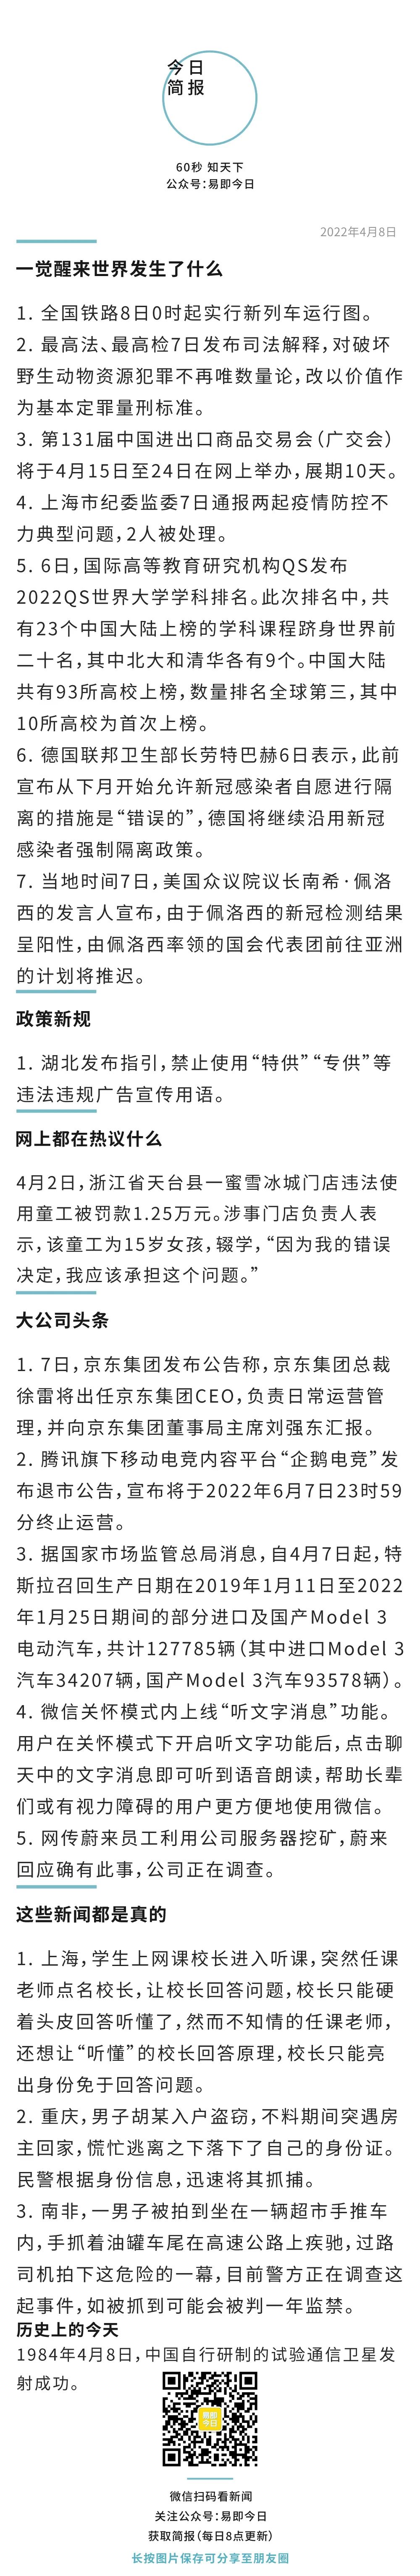 今日
简报
60秒 知天下
公众号：易即今日
2022年4月8日
一觉醒来世界发生了什么
1. 全国铁路8日0时起实行新列车运行图。
2. 最高法、最高检7日发布司法解释，对破坏
野生动物资源犯罪不再唯数量论，改以价值作
为基本定罪量刑标准。
3. 第131届中国进出口商品交易会（广交会）
将于4月15日至24日在网上举办，展期10天。
4. 上海市纪委监委7日通报两起疫情防控不
力典型问题，2人被处理。
5. 6日，国际高等教育研究机构QS发布
2022QS世界大学学科排名。此次排名中，共
有23个中国大陆上榜的学科课程跻身世界前
二十名，其中北大和清华各有9个。中国大陆
共有93所高校上榜，数量排名全球第三，其中
10所高校为首次上榜。
6. 德国联邦卫生部长劳特巴赫6日表示，此前
宣布从下月开始允许新冠感染者自愿进行隔
离的措施是“错误的”，德国将继续沿用新冠
感染者强制隔离政策。
7. 当地时间7日，美国众议院议长南希·佩洛
西的发言人宣布，由于佩洛西的新冠检测结果
呈阳性，由佩洛西率领的国会代表团前往亚洲
的计划将推迟。
政策新规
1. 湖北发布指引，禁止使用“特供”“专供”等
违法违规广告宣传用语。
网上都在热议什么
4月2日，浙江省天台县一蜜雪冰城门店违法使
用童工被罚款1.25万元。涉事门店负责人表
示，该童工为15岁女孩，辍学，“因为我的错误
决定，我应该承担这个问题。”
大公司头条
1. 7日，京东集团发布公告称，京东集团总裁
徐雷将出任京东集团CEO，负责日常运营管
理，并向京东集团董事局主席刘强东汇报。
2. 腾讯旗下移动电竞内容平台“企鹅电竞”发
布退市公告，宣布将于2022年6月7日23时59
分终止运营。
3. 据国家市场监管总局消息，自4月7日起，特
斯拉召回生产日期在2019年1月11日至2022
年1月25日期间的部分进口及国产Model 3
电动汽车，共计127785辆（其中进口Model 3
汽车34207辆，国产Model 3汽车93578辆）。
4. 微信关怀模式内上线“听文字消息”功能。
用户在关怀模式下开启听文字功能后，点击聊
天中的文字消息即可听到语音朗读，帮助长辈
们或有视力障碍的用户更方便地使用微信。
5. 网传蔚来员工利用公司服务器挖矿，蔚来
回应确有此事，公司正在调查。
这些新闻都是真的
1. 上海，学生上网课校长进入听课，突然任课
老师点名校长，让校长回答问题，校长只能硬
着头皮回答听懂了，然而不知情的任课老师，
还想让“听懂”的校长回答原理，校长只能亮
出身份免于回答问题。
2. 重庆，男子胡某入户盗窃，不料期间突遇房
主回家，慌忙逃离之下落下了自己的身份证。
民警根据身份信息，迅速将其抓捕。
3. 南非，一男子被拍到坐在一辆超市手推车
内，手抓着油罐车尾在高速公路上疾驰，过路
司机拍下这危险的一幕，目前警方正在调查这
起事件，如被抓到可能会被判一年监禁。
历史上的今天
1984年4月8日，中国自行研制的试验通信卫星发
射成功。
易即
今日
微信扫码看新闻
关注公众号：易即今日
获取简报（每日8点更新）
长按图片保存可分享至朋友圈